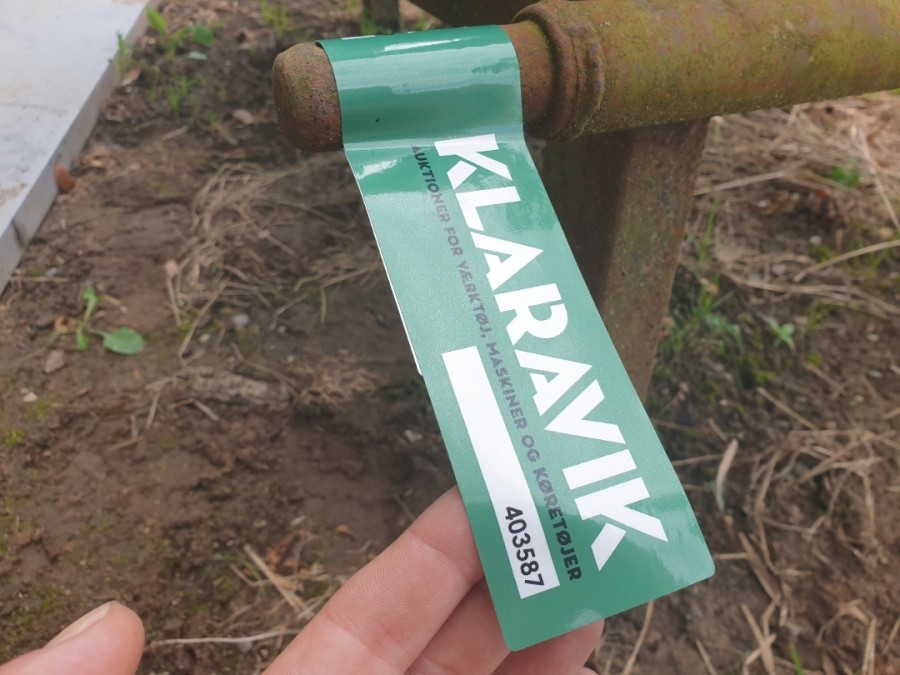 KLARAVIK
AUKTIONER FOR VÆRKTØJ, MASKINER OG KØRETØJER
403587